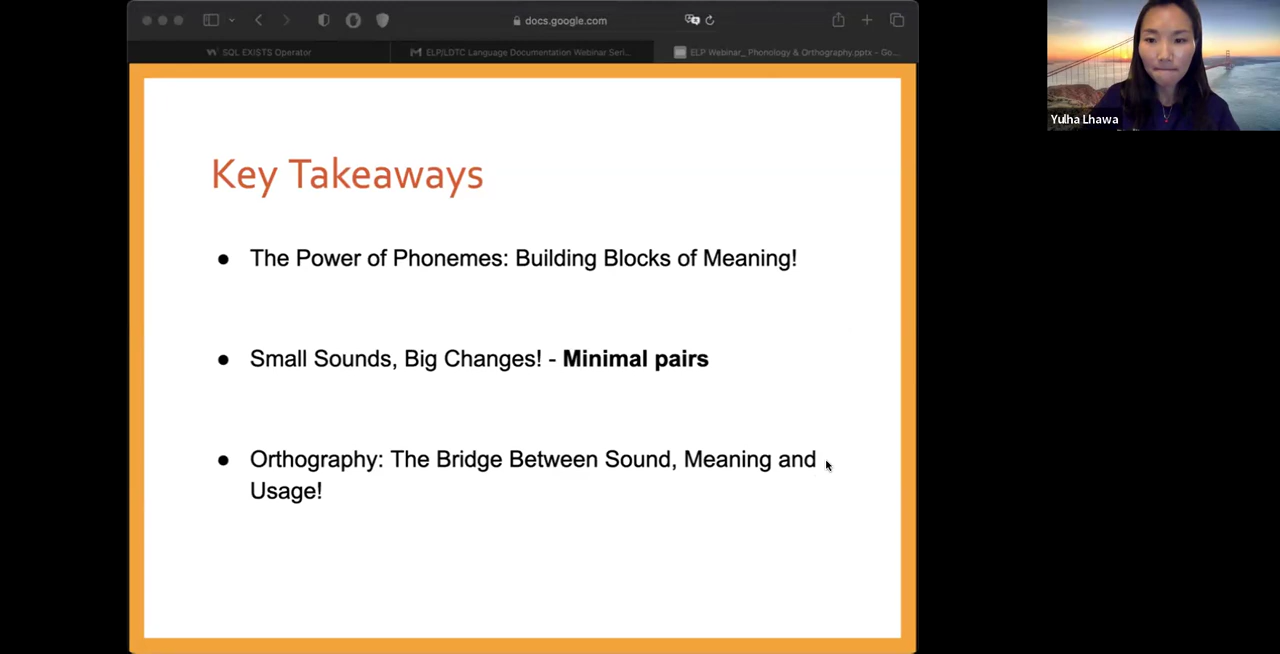 docs.google.com
SQL EXISTS Operator
ELP/LDTC Language Documentation Webinar Seri...
ELP Webinar_ Phonology & Orthography.pptx - Go...
Yulha Lhawa
Key Takeaways
● The Power of Phonemes: Building Blocks of Meaning!
● Small Sounds, Big Changes! - Minimal pairs
● Orthography: The Bridge Between Sound, Meaning and
Usage!